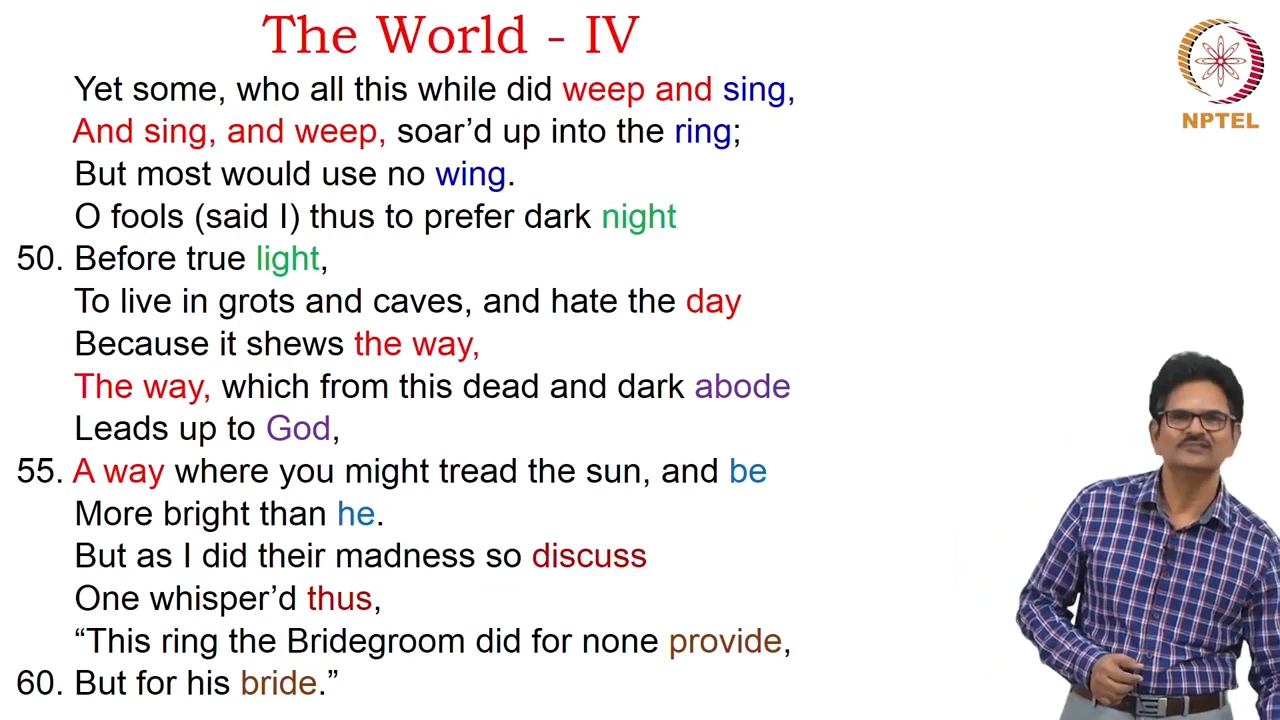 The World - IV
Yet some, who all this while did weep and sing,
And sing, and weep, soar’d up into the ring;
But most would use no wing.
O fools (said I) thus to prefer dark night
50. Before true light,
To live in grots and caves, and hate the day
Because it shews the way,
The way, which from this dead and dark abode
Leads up to God,
55. A way where you might tread the sun, and be
More bright than he.
But as I did their madness so discuss
One whisper’d thus,
“This ring the Bridegroom did for none provide,
60. But for his bride.”
NPTEL